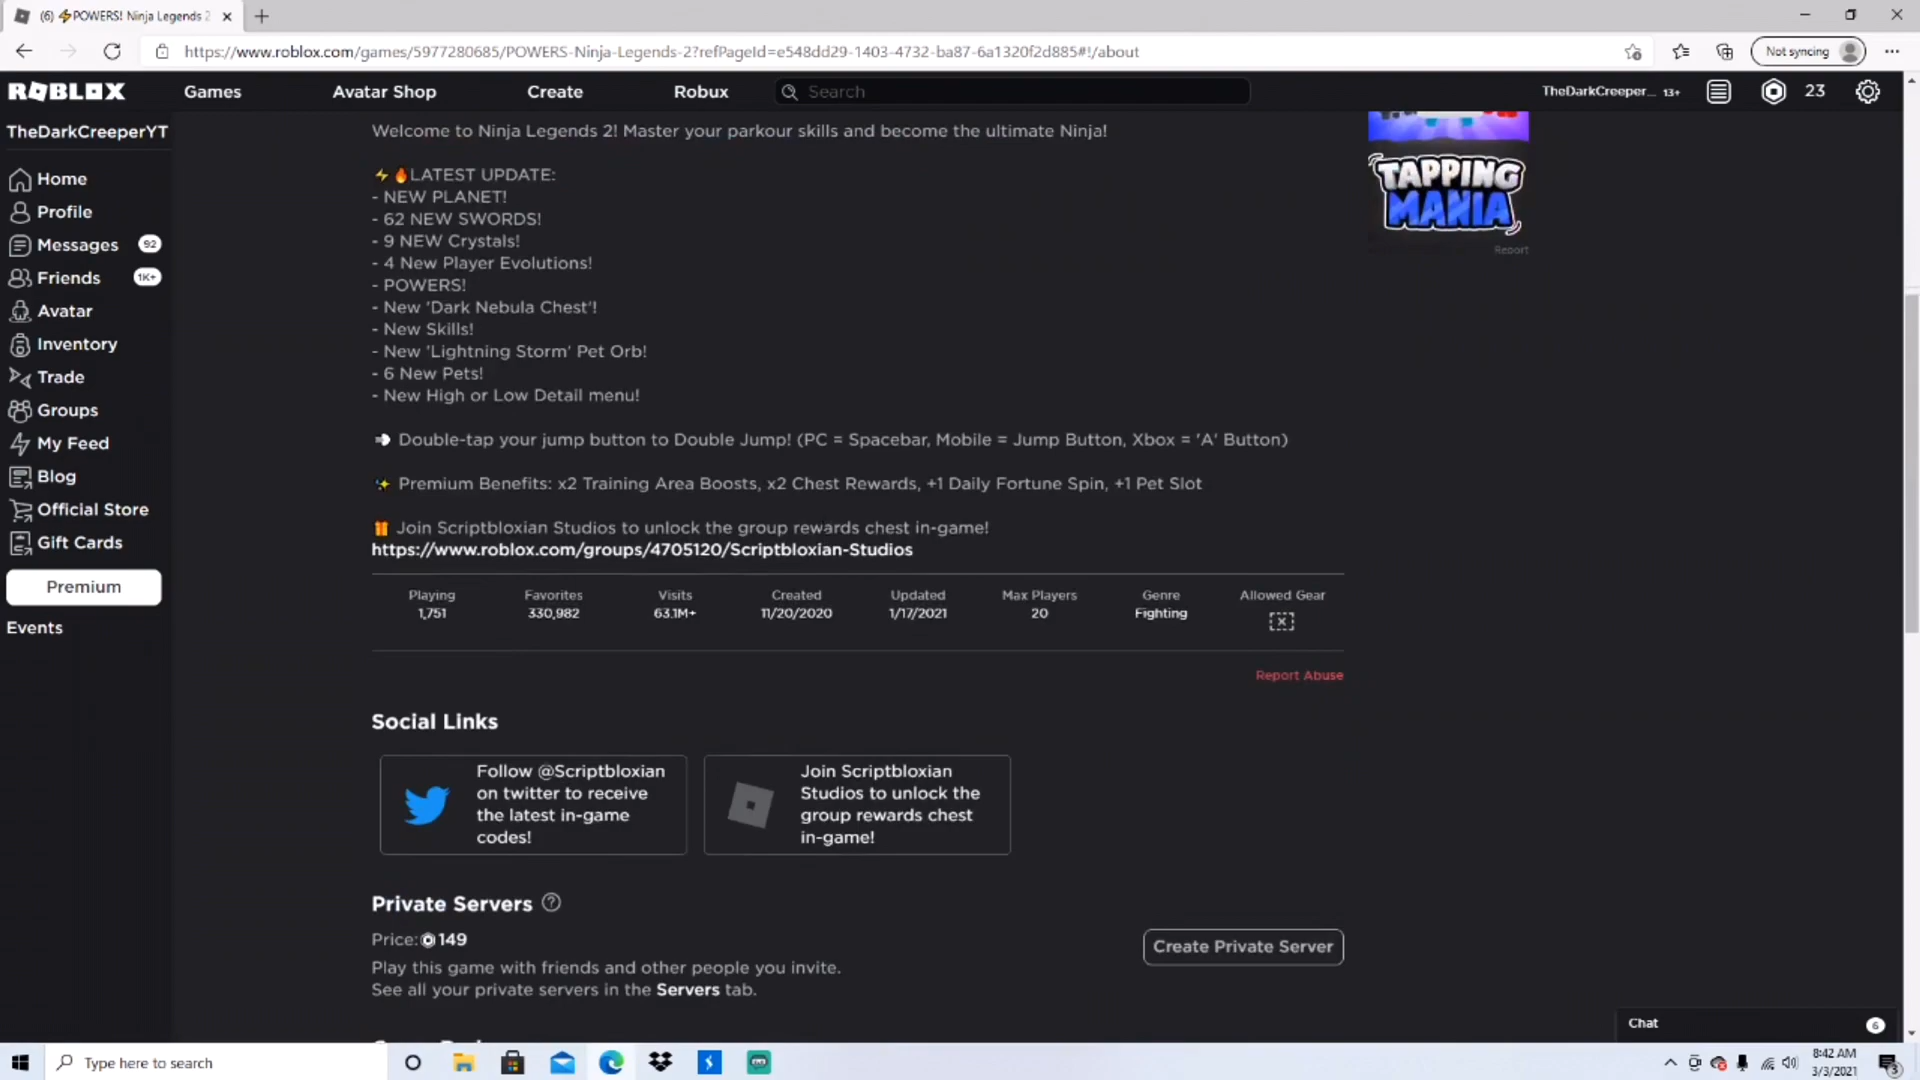 (6) ⚡POWERS! Ninja Legends 2
https://www.roblox.com/games/5977280685/POWERS-Ninja-Legends-2?refPageId=e548dd29-1403-4732-ba87-6a1320f2d885#!/about
Not syncing
ROBLOX
Games
Avatar Shop
Create
Robux
Search
TheDarkCreeper... 13+
23
TheDarkCreeperYT
Home
Profile
Messages 92
Friends 1K+
Avatar
Inventory
Trade
Groups
My Feed
Blog
Official Store
Gift Cards
Premium
Events
Welcome to Ninja Legends 2! Master your parkour skills and become the ultimate Ninja!
⚡🔥LATEST UPDATE:
- NEW PLANET!
- 62 NEW SWORDS!
- 9 NEW Crystals!
- 4 New Player Evolutions!
- POWERS!
- New 'Dark Nebula Chest'!
- New Skills!
- New 'Lightning Storm' Pet Orb!
- 6 New Pets!
- New High or Low Detail menu!
💨 Double-tap your jump button to Double Jump! (PC = Spacebar, Mobile = Jump Button, Xbox = 'A' Button)
✨ Premium Benefits: x2 Training Area Boosts, x2 Chest Rewards, +1 Daily Fortune Spin, +1 Pet Slot
🎁 Join Scriptbloxian Studios to unlock the group rewards chest in-game!
https://www.roblox.com/groups/4705120/Scriptbloxian-Studios
Playing Favorites Visits Created Updated Max Players Genre Allowed Gear
1,751 330,982 63.1M+ 11/20/2020 1/17/2021 20 Fighting
Report Abuse
TAPPING
MANIA
Report
Social Links
Follow @Scriptbloxian
on twitter to receive
the latest in-game
codes!
Join Scriptbloxian
Studios to unlock the
group rewards chest
in-game!
Private Servers
Price: 149
Play this game with friends and other people you invite.
See all your private servers in the Servers tab.
Create Private Server
Chat 6
Type here to search
8:42 AM
3/3/2021
3